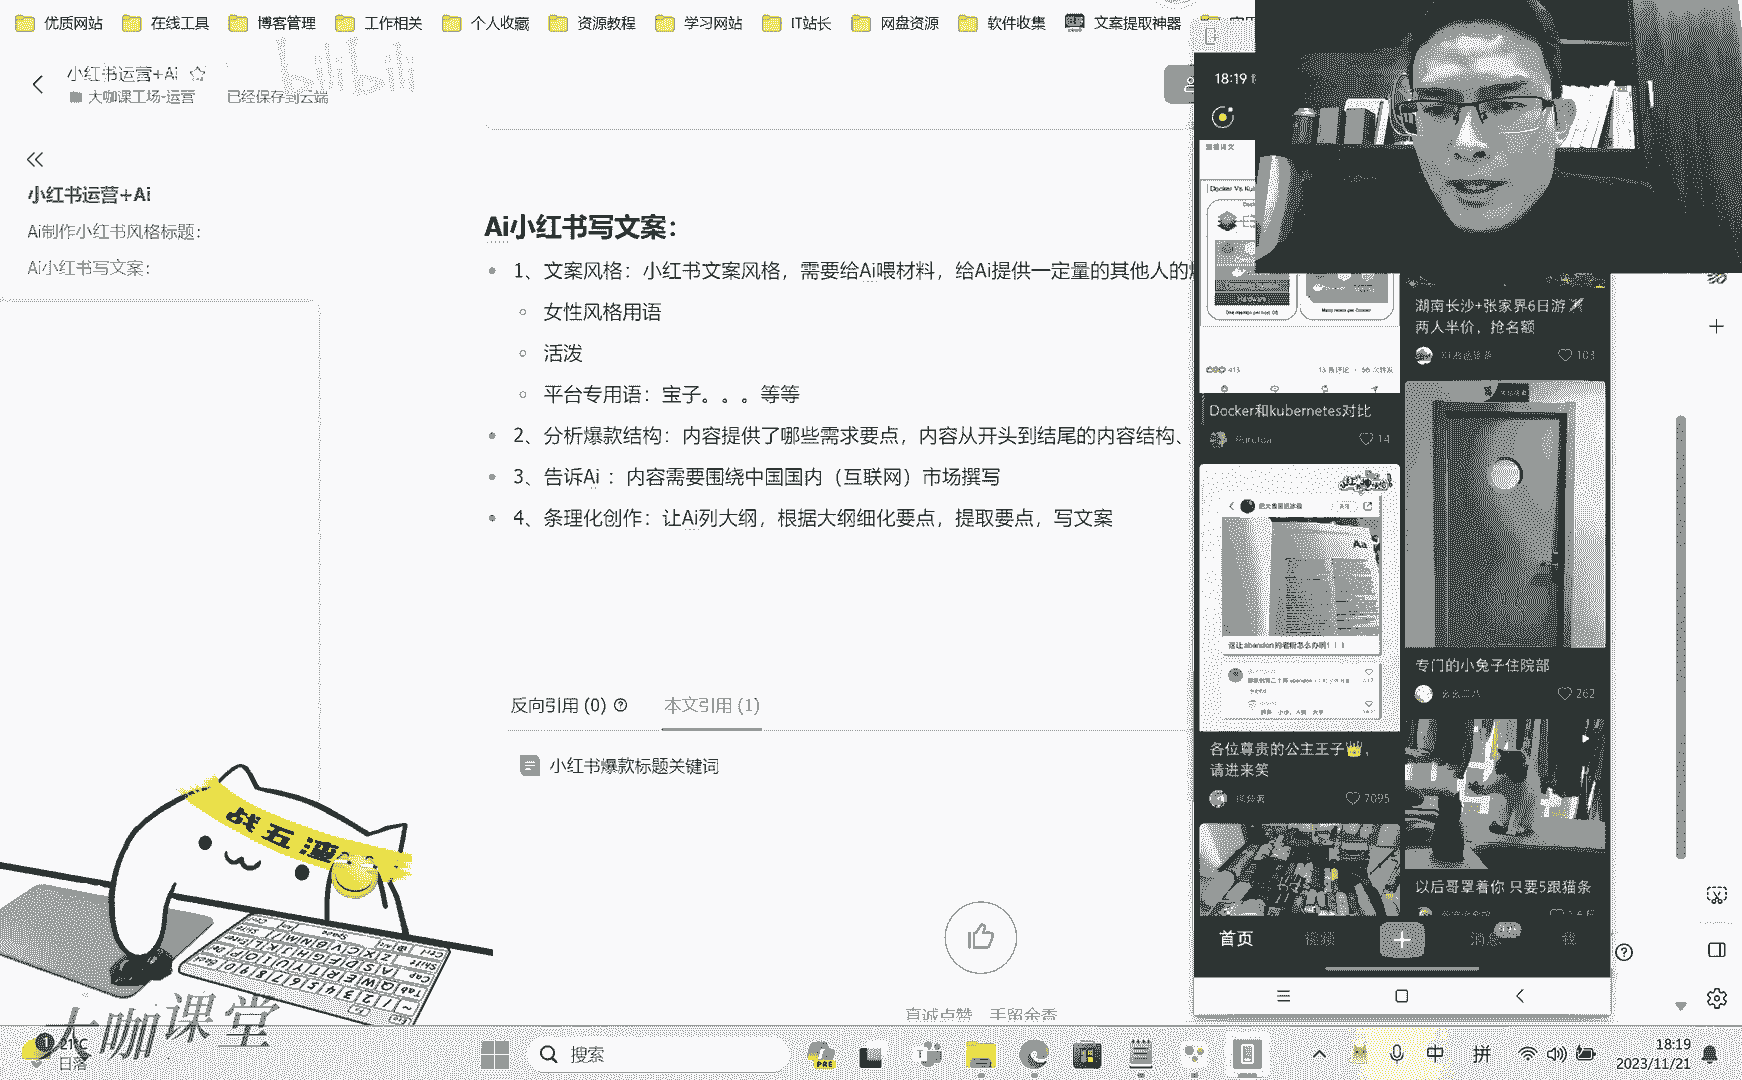 优质网站
在线工具
博客管理
工作相关
个人收藏
资源教程
学习网站
IT站长
网盘资源
软件收集
文案提取神器
bilibili
小红书运营+Ai
大咖课工场-运营
已经保存到云端
小红书运营+Ai
Ai制作小红书风格标题：
Ai小红书写文案：
Ai小红书写文案：
1、文案风格：小红书文案风格，需要给Ai喂材料，给Ai提供一定量的其他人的
女性风格用语
活泼
平台专用语：宝子。。。等等
2、分析爆款结构：内容提供了哪些需求要点，内容从开头到结尾的内容结构、
3、告诉Ai ：内容需要围绕中国国内（互联网）市场撰写
4、条理化创作：让Ai列大纲，根据大纲细化要点，提取要点，写文案
反向引用 (0)
本文引用 (1)
小红书爆款标题关键词
真诚点赞，手留余香
18:19
Docker和kubernetes对比
14
各位尊贵的公主王子👑，
请进来笑
7095
湖南长沙+张家界6日游
两人半价，抢名额
103
专门的小兔子住院部
262
以后哥罩着你 只要5跟猫条
首页
视频
消息
我
大咖课堂
21°C
日落
搜索
PRE
中
拼
18:19
2023/11/21